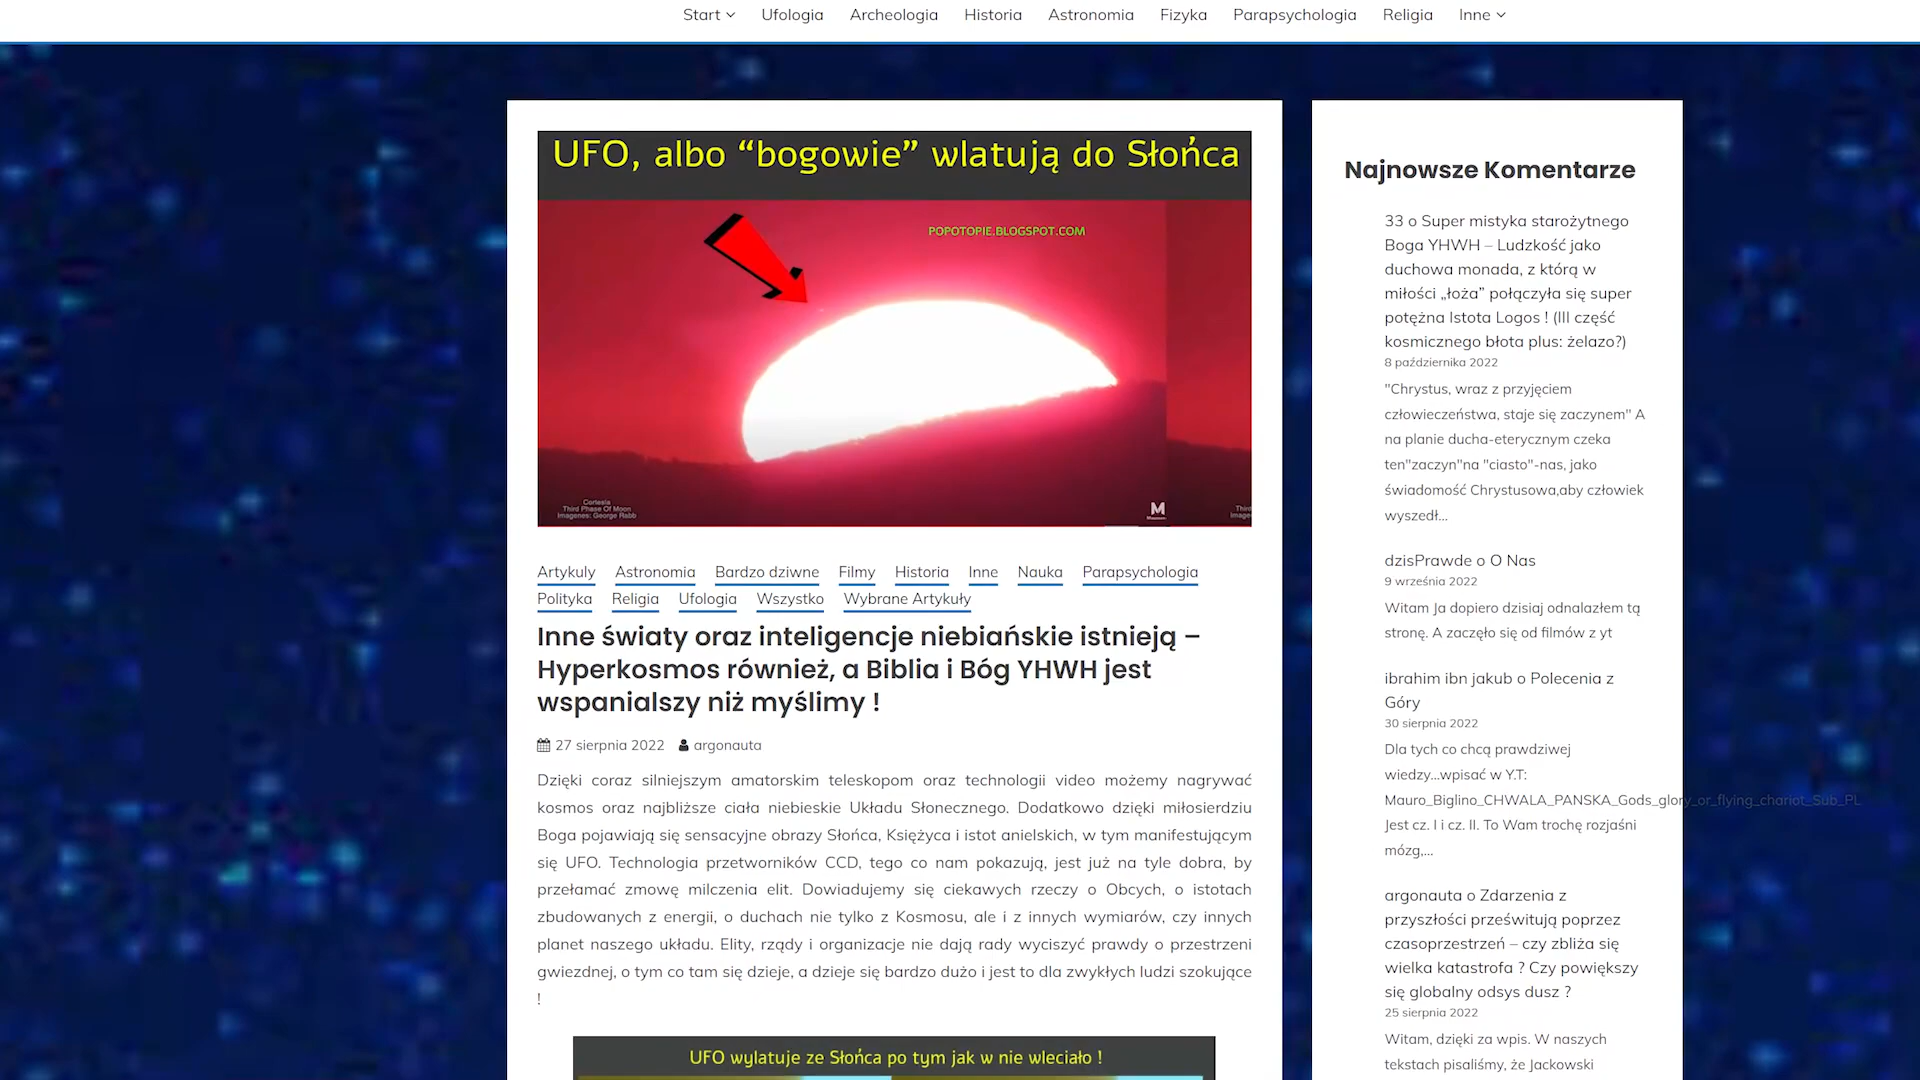 Start Ufologia Archeologia Historia Astronomia Fizyka Parapsychologia Religia Inne
UFO, albo “bogowie” wlatują do Słońca
POPOTOPIE.BLOGSPOT.COM
Cortesia
Third Phase Of Moon
Imagenes: George Rabb
M
Third
Image
Artykuly Astronomia Bardzo dziwne Filmy Historia Inne Nauka Parapsychologia
Polityka Religia Ufologia Wszystko Wybrane Artykuły
Inne światy oraz inteligencje niebiańskie istnieją –
Hyperkosmos również, a Biblia i Bóg YHWH jest
wspanialszy niż myślimy !
27 sierpnia 2022 argonauta
Dzięki coraz silniejszym amatorskim teleskopom oraz technologii video możemy nagrywać
kosmos oraz najbliższe ciała niebieskie Układu Słonecznego. Dodatkowo dzięki miłosierdziu
Boga pojawiają się sensacyjne obrazy Słońca, Księżyca i istot anielskich, w tym manifestującym
się UFO. Technologia przetworników CCD, tego co nam pokazują, jest już na tyle dobra, by
przełamać zmowę milczenia elit. Dowiadujemy się ciekawych rzeczy o Obcych, o istotach
zbudowanych z energii, o duchach nie tylko z Kosmosu, ale i z innych wymiarów, czy innych
planet naszego układu. Elity, rządy i organizacje nie dają rady wyciszyć prawdy o przestrzeni
gwiezdnej, o tym co tam się dzieje, a dzieje się bardzo dużo i jest to dla zwykłych ludzi szokujące
!
UFO wylatuje ze Słońca po tym jak w nie wleciało !
Najnowsze Komentarze
33 o Super mistyka starożytnego
Boga YHWH – Ludzkość jako
duchowa monada, z którą w
miłości „łoża” połączyła się super
potężna Istota Logos ! (III część
kosmicznego błota plus: żelazo?)
8 października 2022
"Chrystus, wraz z przyjęciem
człowieczeństwa, staje się zaczynem" A
na planie ducha-eterycznym czeka
ten"zaczyn"na "ciasto"-nas, jako
świadomość Chrystusowa,aby człowiek
wyszedł...
dzisPrawde o O Nas
9 września 2022
Witam Ja dopiero dzisiaj odnalazłem tą
stronę. A zaczęło się od filmów z yt
ibrahim ibn jakub o Polecenia z
Góry
30 sierpnia 2022
Dla tych co chcą prawdziwej
wiedzy...wpisać w Y.T:
Mauro_Biglino_CHWALA_PANSKA_Gods_glory_or_flying_chariot_Sub_PL
Jest cz. I i cz. II. To Wam trochę rozjaśni
mózg,...
argonauta o Zdarzenia z
przyszłości prześwitują poprzez
czasoprzestrzeń – czy zbliża się
wielka katastrofa ? Czy powiększy
się globalny odsys dusz ?
25 sierpnia 2022
Witam, dzięki za wpis. W naszych
tekstach pisaliśmy, że Jackowski